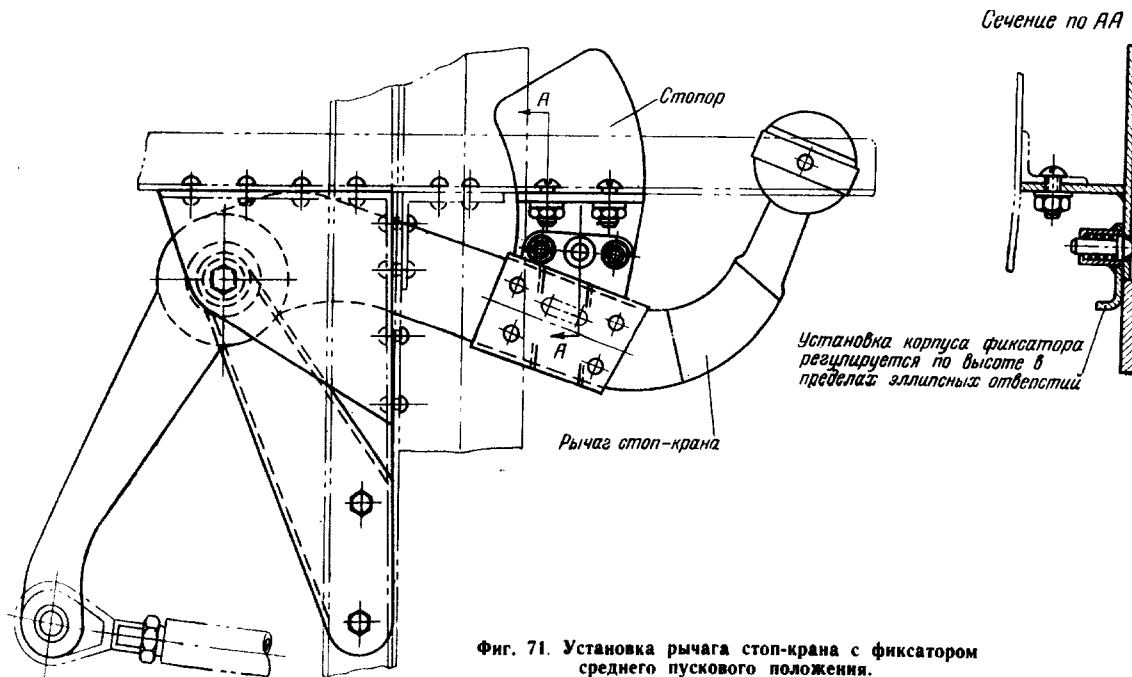 Сечение по АА
А
Стопор
Установка корпуса фиксатора
регулируется по высоте в
пределах эллипсных отверстий
А
Рычаг стоп-крана
Фиг. 71. Установка рычага стоп-крана с фиксатором
среднего пускового положения.